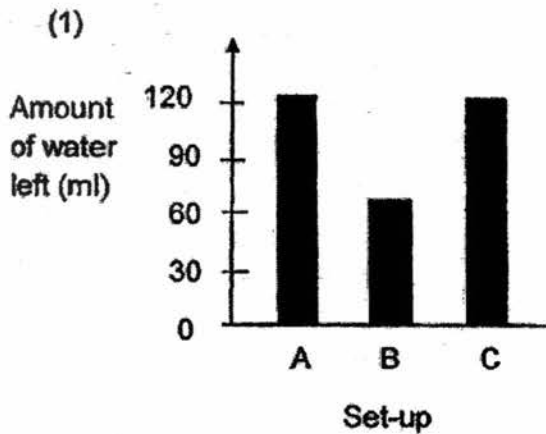 (1)
Amount
of water
left (ml)
120
90
60
30
0
A B C
Set-up